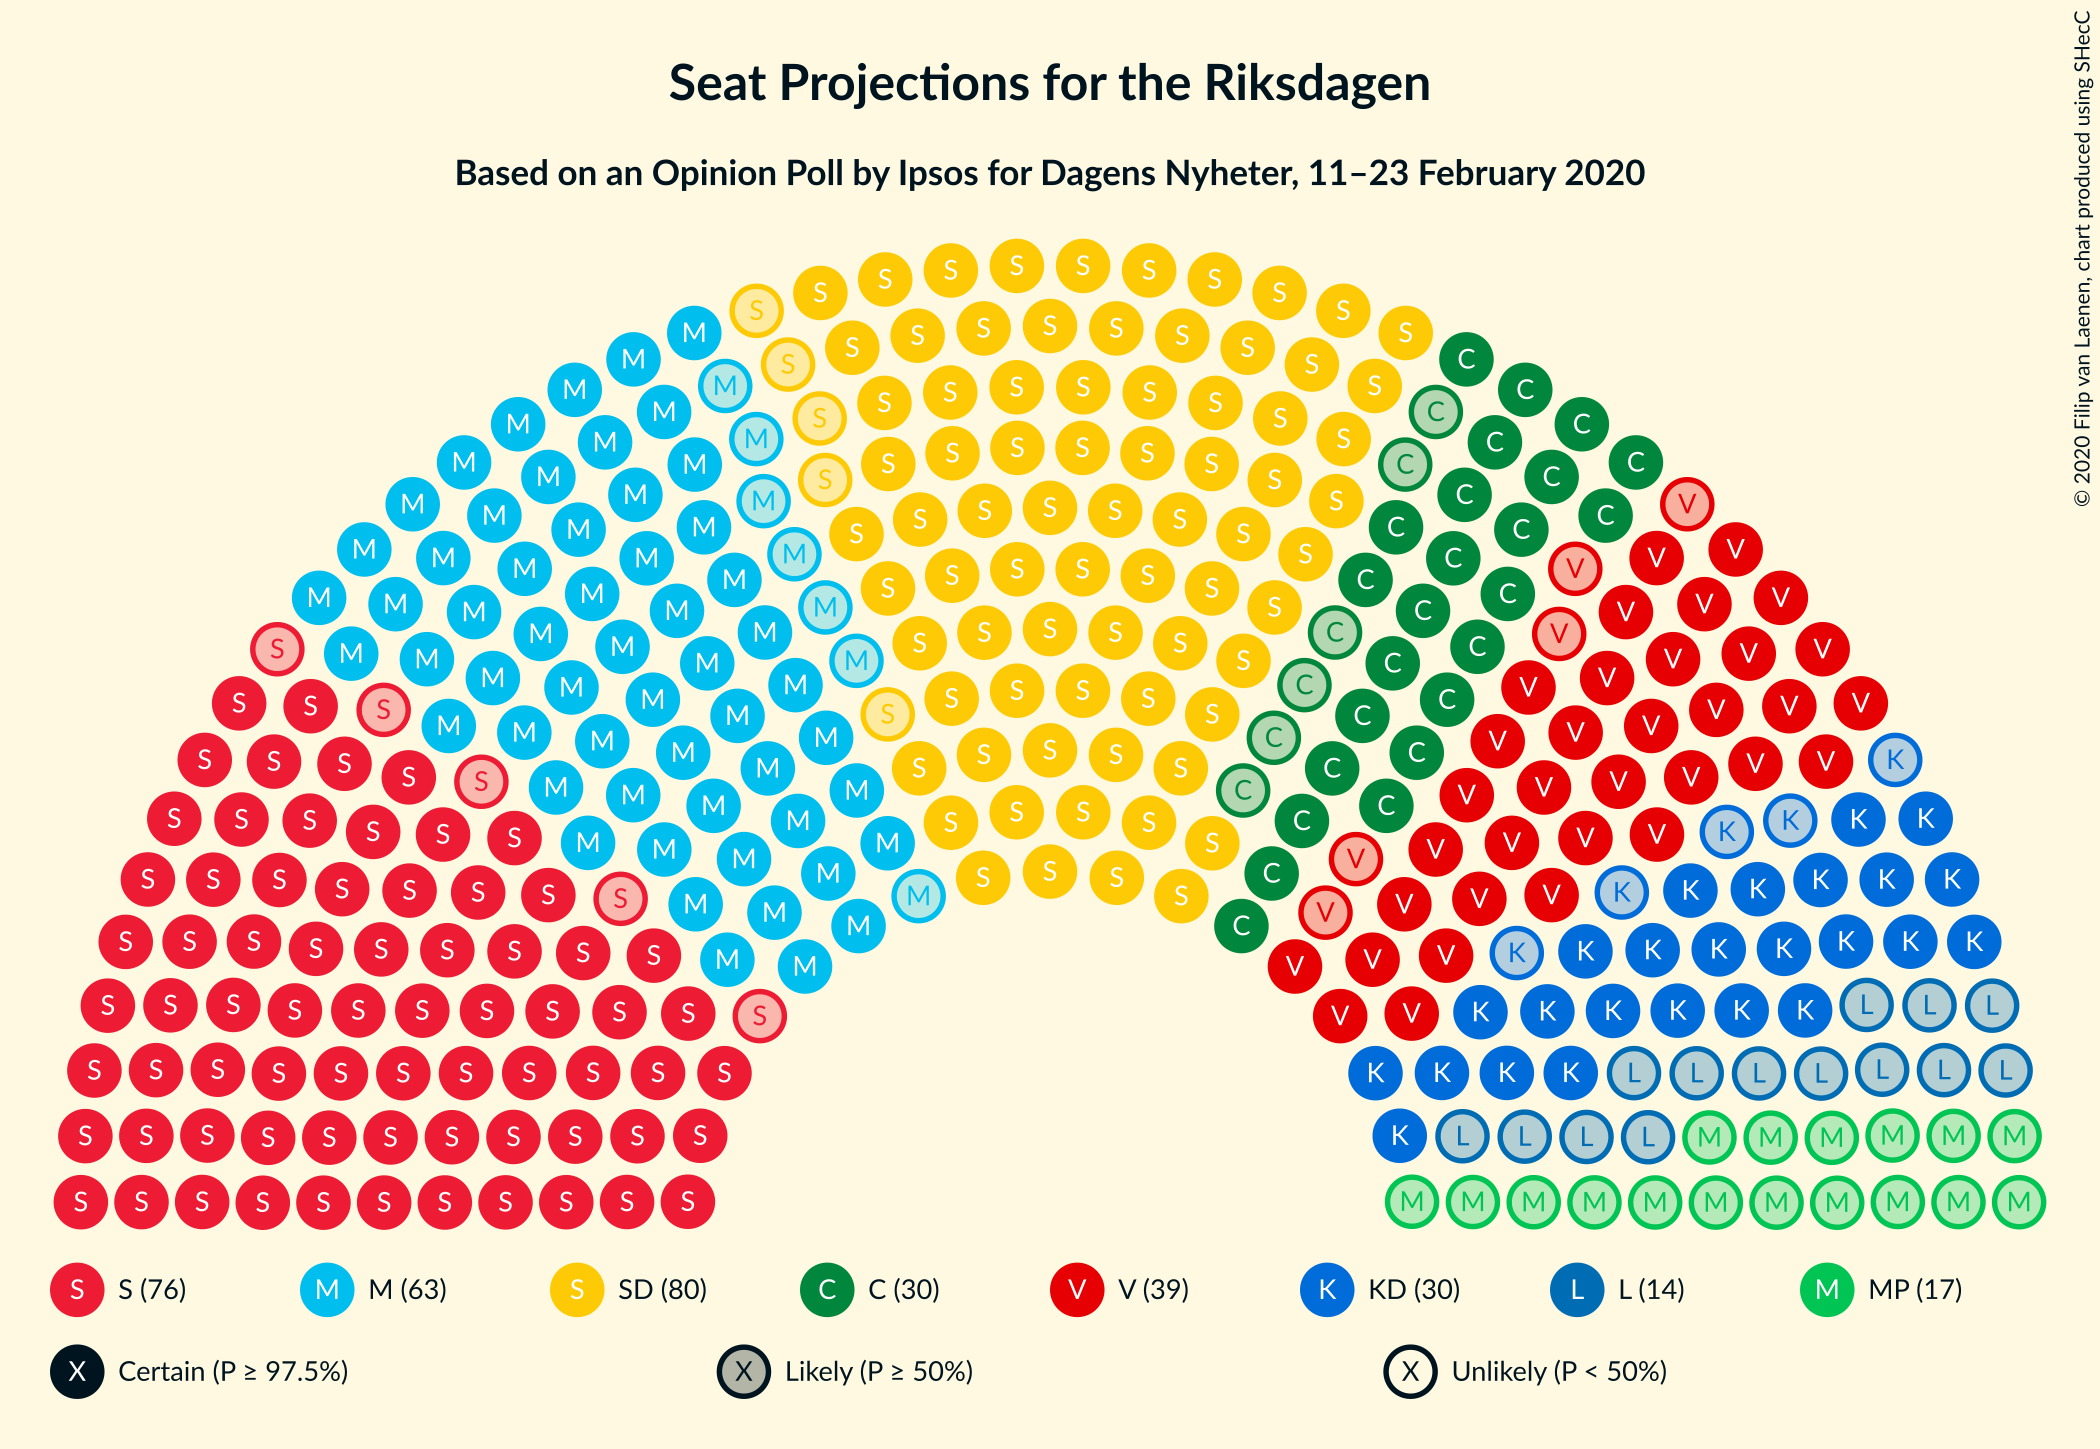 Seat Projections for the Riksdagen
Based on an Opinion Poll by Ipsos for Dagens Nyheter, 11–23 February 2020
© 2020 Filip van Laenen, chart produced using SHecC
S S (76)
M M (63)
S SD (80)
C C (30)
V V (39)
K KD (30)
L L (14)
M MP (17)
X Certain (P ≥ 97.5%)
X Likely (P ≥ 50%)
X Unlikely (P < 50%)